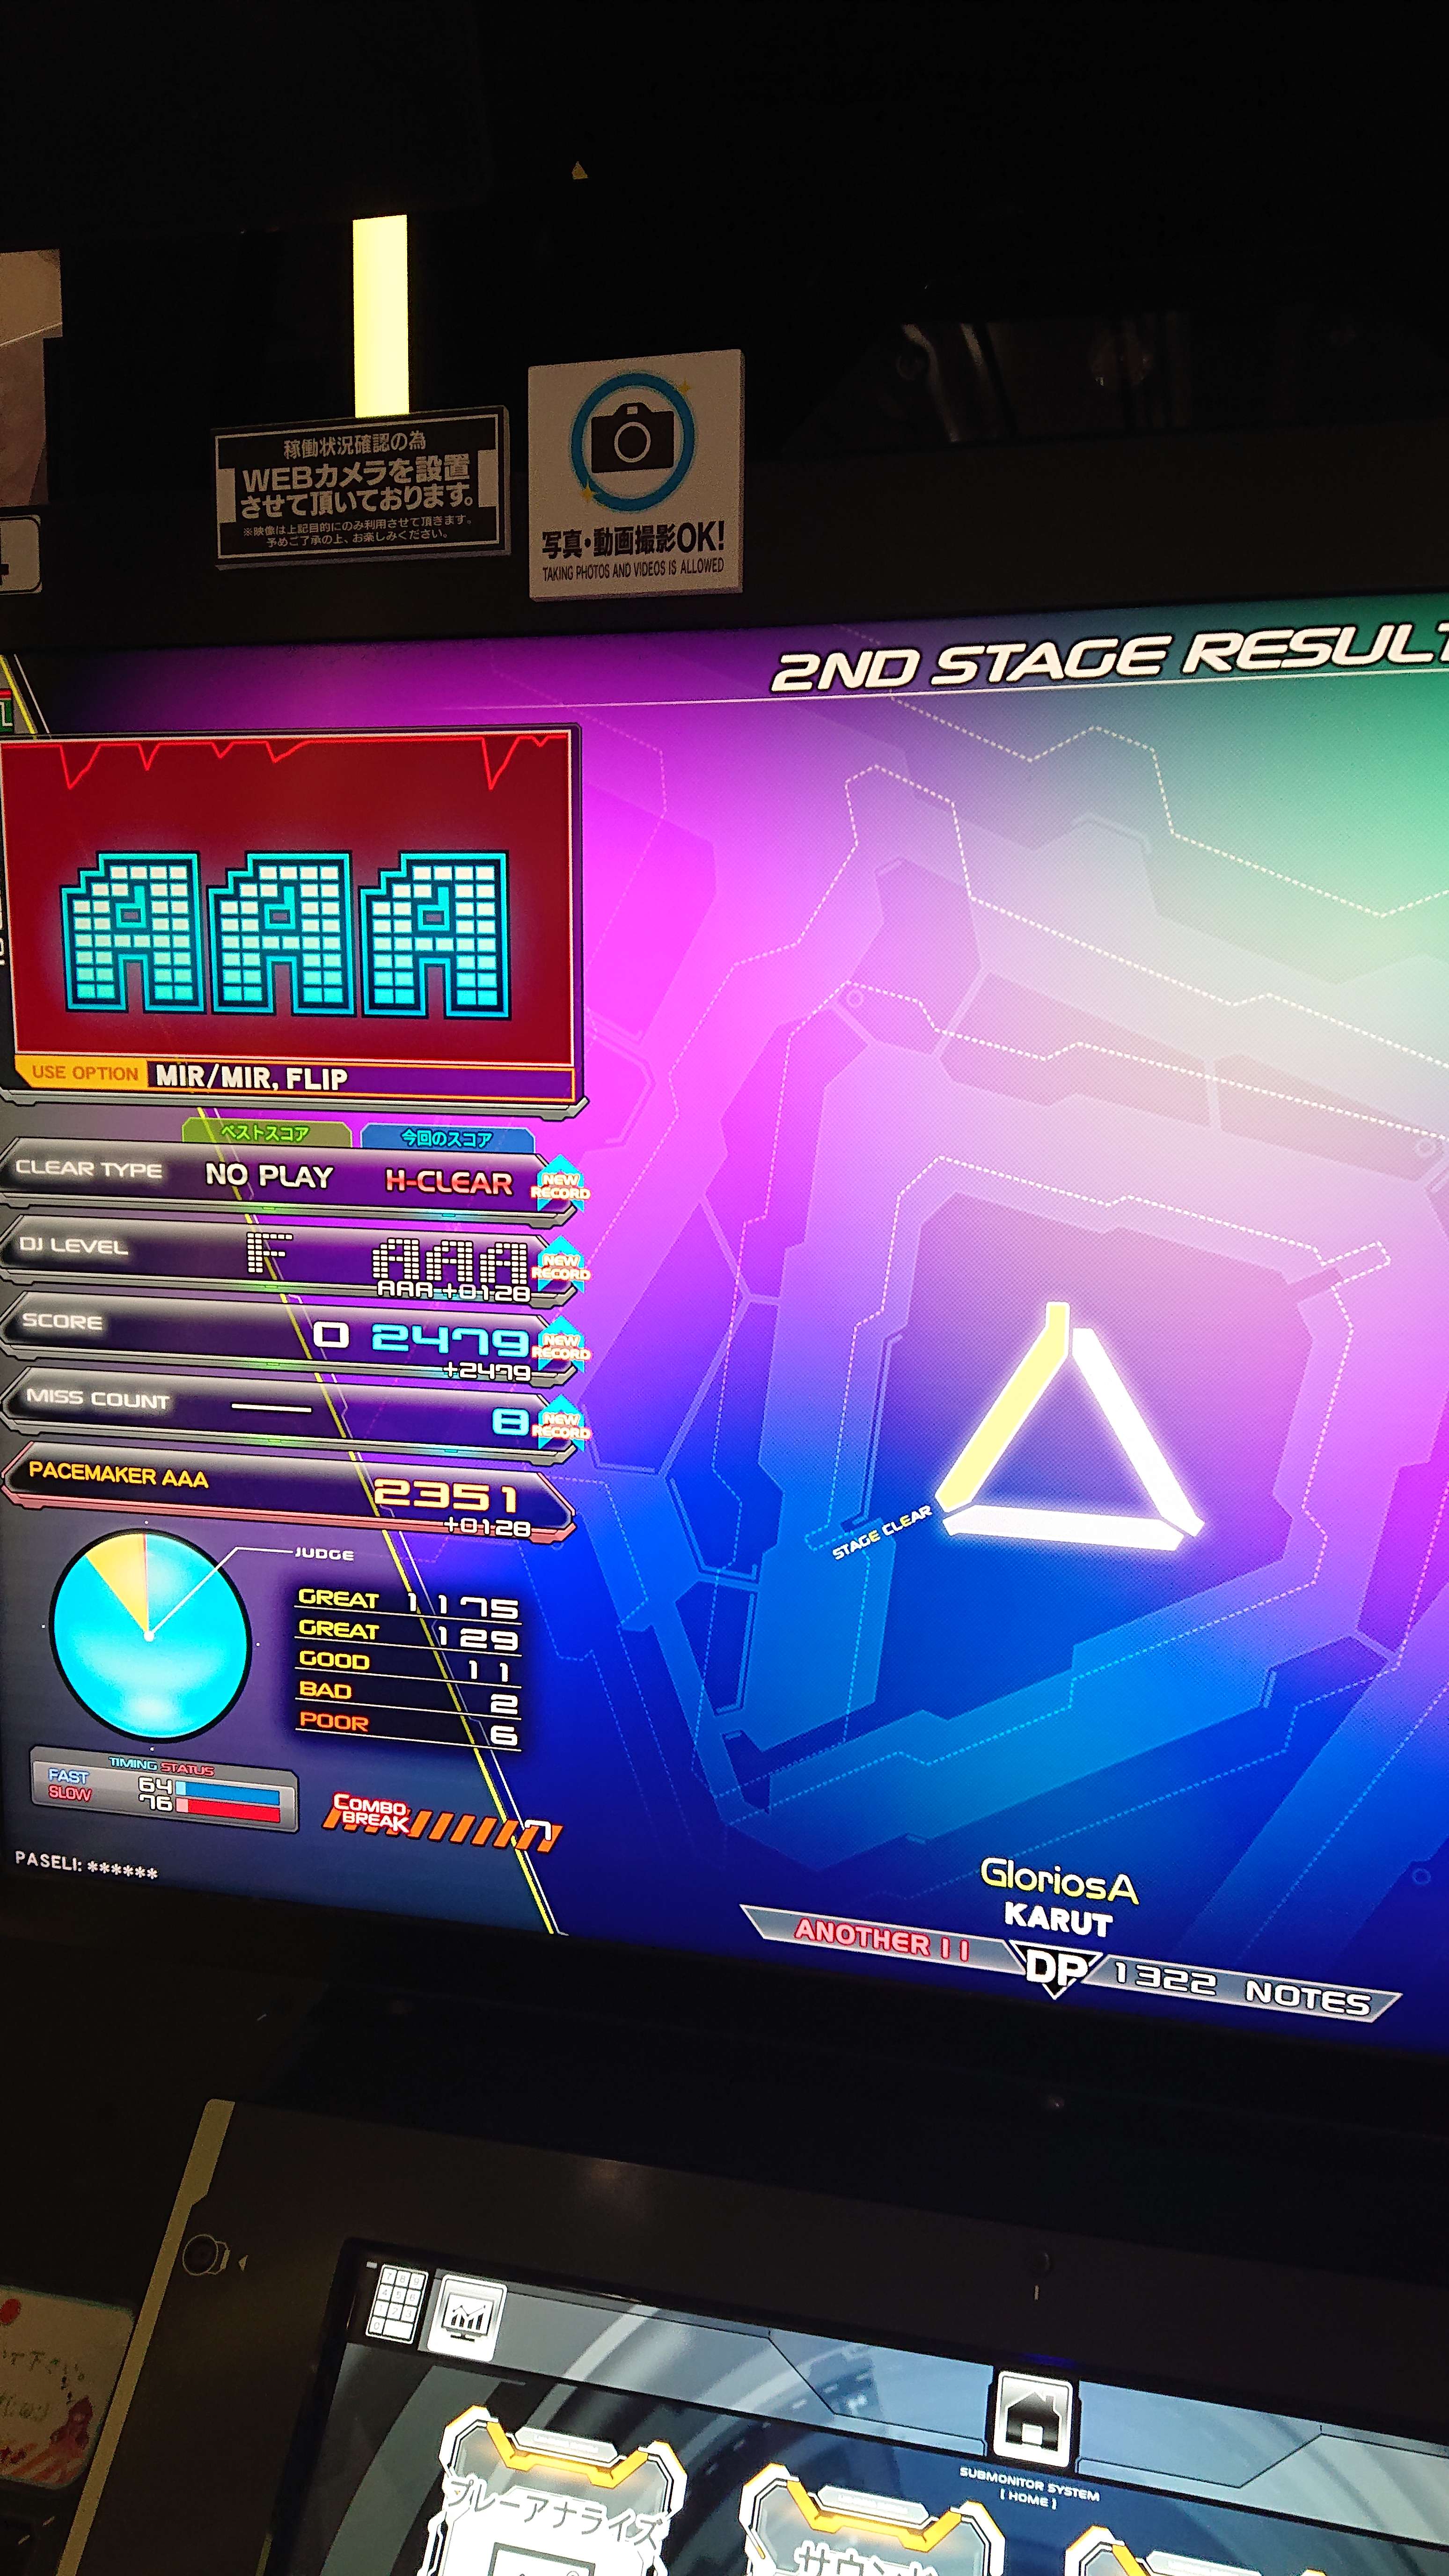 稼働状況確認の為
WEBカメラを設置
させて頂いております。
※映像は上記目的にのみ利用させて頂きます。
予めご了承の上、お楽しみください。
写真・動画撮影OK!
TAKING PHOTOS AND VIDEOS IS ALLOWED
2ND STAGE RESULT
AAA
USE OPTION MIR/MIR, FLIP
ベストスコア 今回のスコア
CLEAR TYPE NO PLAY H-CLEAR NEW RECORD
DJ LEVEL F AAA NEW RECORD
AAA +0128
SCORE 0 2479 NEW RECORD
+2479
MISS COUNT 8 NEW RECORD
PACEMAKER AAA 2351
+0128
JUDGE
GREAT 1175
GREAT 129
GOOD 11
BAD 2
POOR 6
TIMING STATUS
FAST 64
SLOW 76
COMBO BREAK 7
PASELI: ******
STAGE CLEAR
GloriosA
KARUT
ANOTHER 11 DP 1322 NOTES
SUBMONITOR SYSTEM
[ HOME ]
プレーアナライズ
サウンド